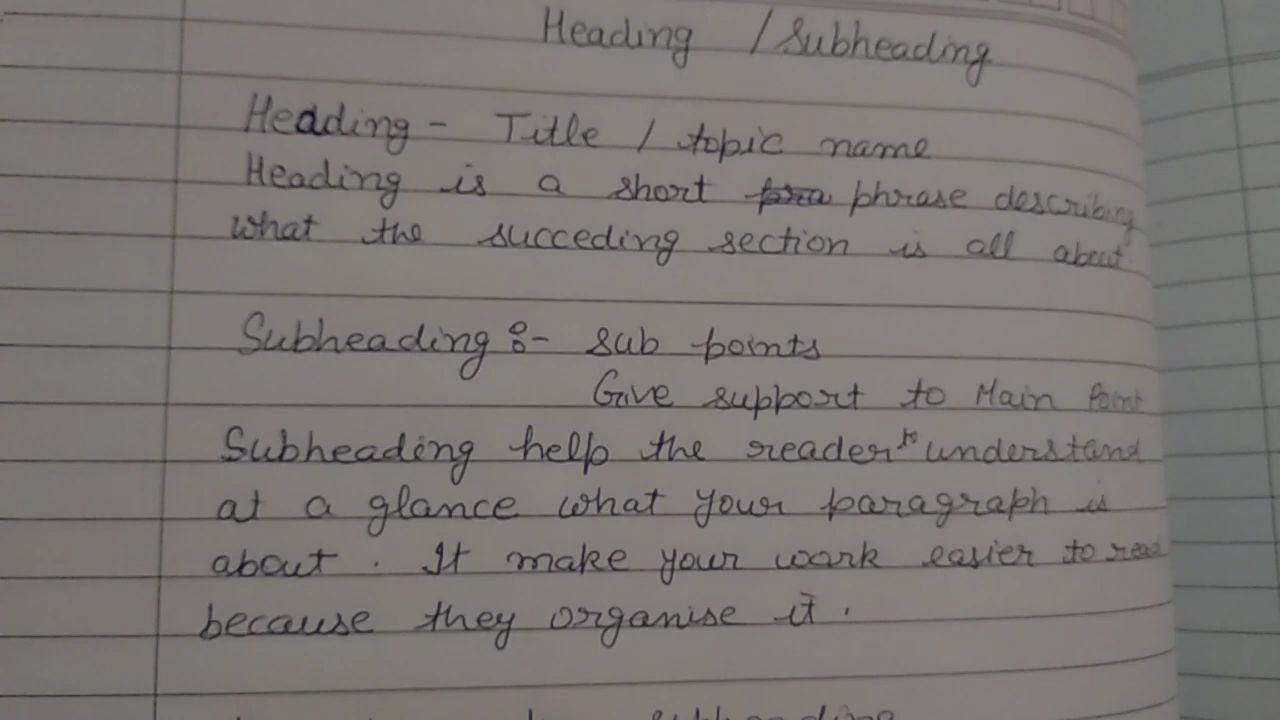 Heading / Subheading
Heading - Title / topic name
Heading is a short phrase describing
what the succeding section is all about
Subheading :- sub points
Give support to Main Point
Subheading help the reader to understand
at a glance what your paragraph is
about. It make your work easier to read
because they organise it.
subheading